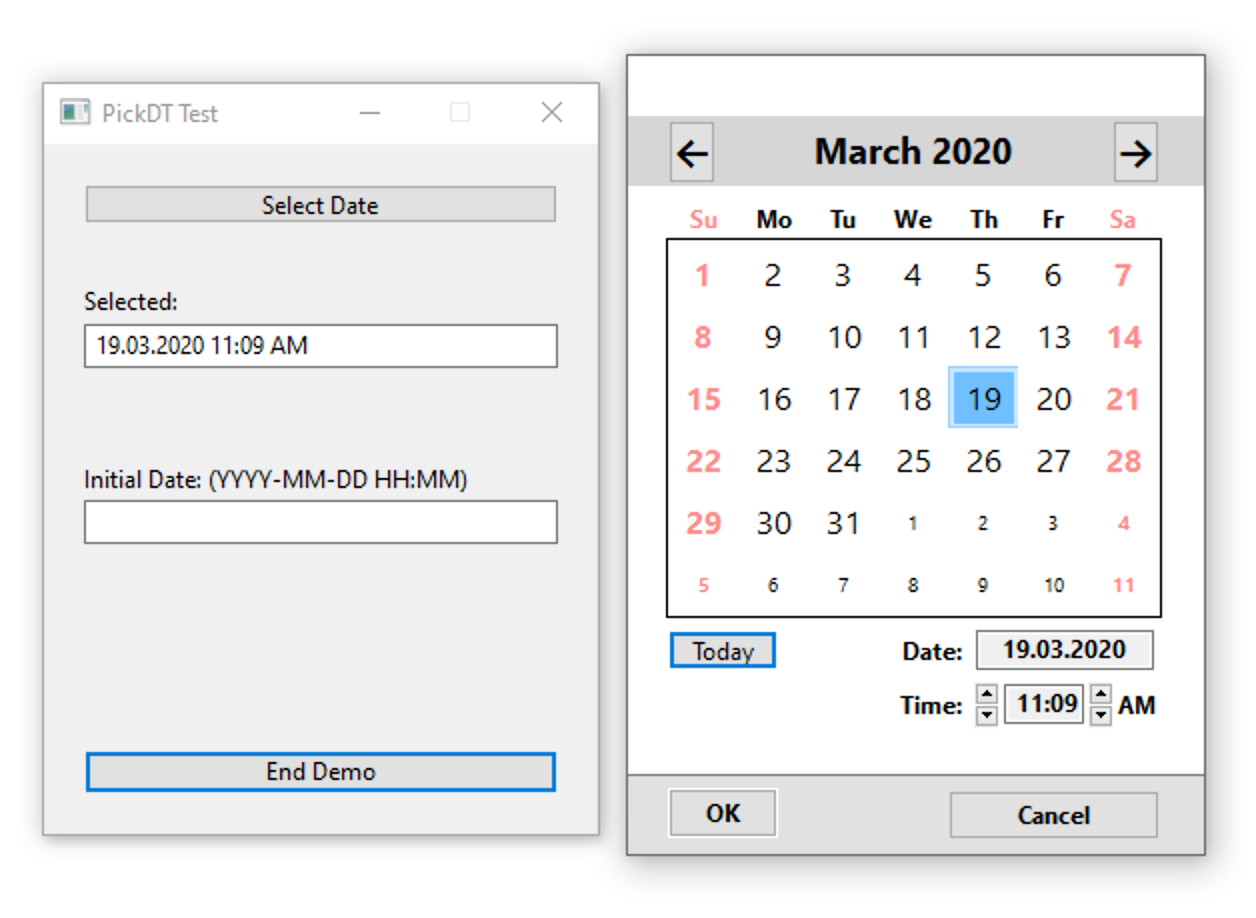 PickDT Test
Select Date
Selected:
19.03.2020 11:09 AM
Initial Date: (YYYY-MM-DD HH:MM)
End Demo
March 2020
Su Mo Tu We Th Fr Sa
1 2 3 4 5 6 7
8 9 10 11 12 13 14
15 16 17 18 19 20 21
22 23 24 25 26 27 28
29 30 31 1 2 3 4
5 6 7 8 9 10 11
Today Date: 19.03.2020
Time: 11:09 AM
OK Cancel